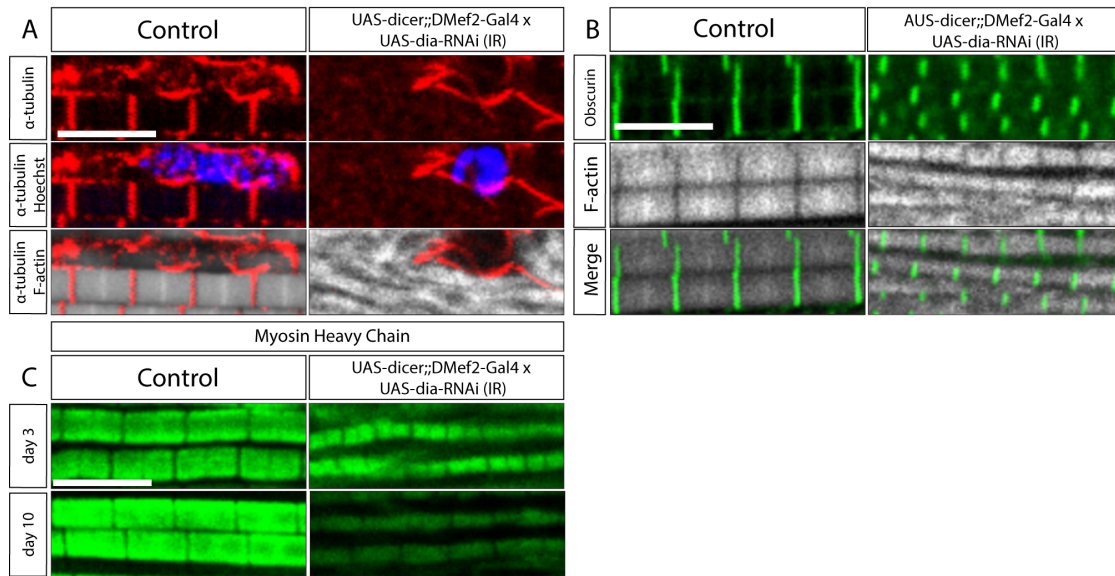 A
Control
UAS-dicer;;DMef2-Gal4 x
UAS-dia-RNAi (IR)
α-tubulin
α-tubulin
Hoechst
α-tubulin
F-actin
B
Control
AUS-dicer;;DMef2-Gal4 x
UAS-dia-RNAi (IR)
Obscurin
F-actin
Merge
Myosin Heavy Chain
C
Control
UAS-dicer;;DMef2-Gal4 x
UAS-dia-RNAi (IR)
day 3
day 10